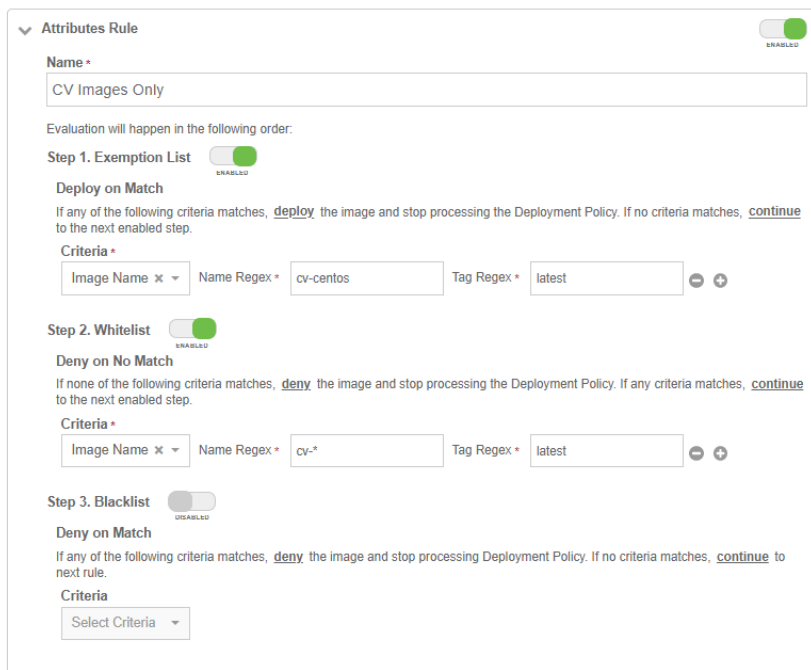 Attributes Rule
ENABLED
Name *
CV Images Only
Evaluation will happen in the following order:
Step 1. Exemption List
ENABLED
Deploy on Match
If any of the following criteria matches, deploy the image and stop processing the Deployment Policy. If no criteria matches, continue
to the next enabled step.
Criteria *
Image Name × Name Regex * cv-centos Tag Regex * latest
Step 2. Whitelist
ENABLED
Deny on No Match
If none of the following criteria matches, deny the image and stop processing the Deployment Policy. If any criteria matches, continue
to the next enabled step.
Criteria *
Image Name × Name Regex * cv-* Tag Regex * latest
Step 3. Blacklist
DISABLED
Deny on Match
If any of the following criteria matches, deny the image and stop processing Deployment Policy. If no criteria matches, continue to
next rule.
Criteria
Select Criteria